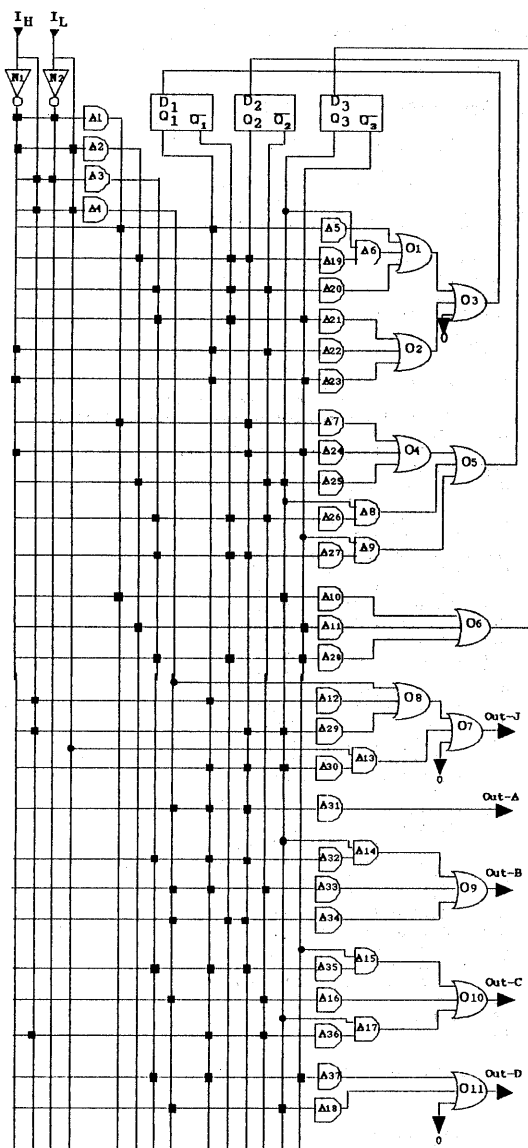 I_H I_L
N1 N2
D1 D2 D3
Q1 Q̅1 Q2 Q̅2 Q3 Q̅3
A1
A2
A3
A4
A5
A6 O1
A19
A20
O3
A21
O2 0
A22
A23
A7
A24 O4 O5
A25
A8
A26
A9
A27
A10
A11 O6
A28
A12 O8
Out-J
A29 O7
A13
A30 0
Out-A
A31
A14
A32 Out-B
A33 O9
A34
A15
A35 Out-C
A16 O10
A17
A36
A37 Out-D
O11
A18
0